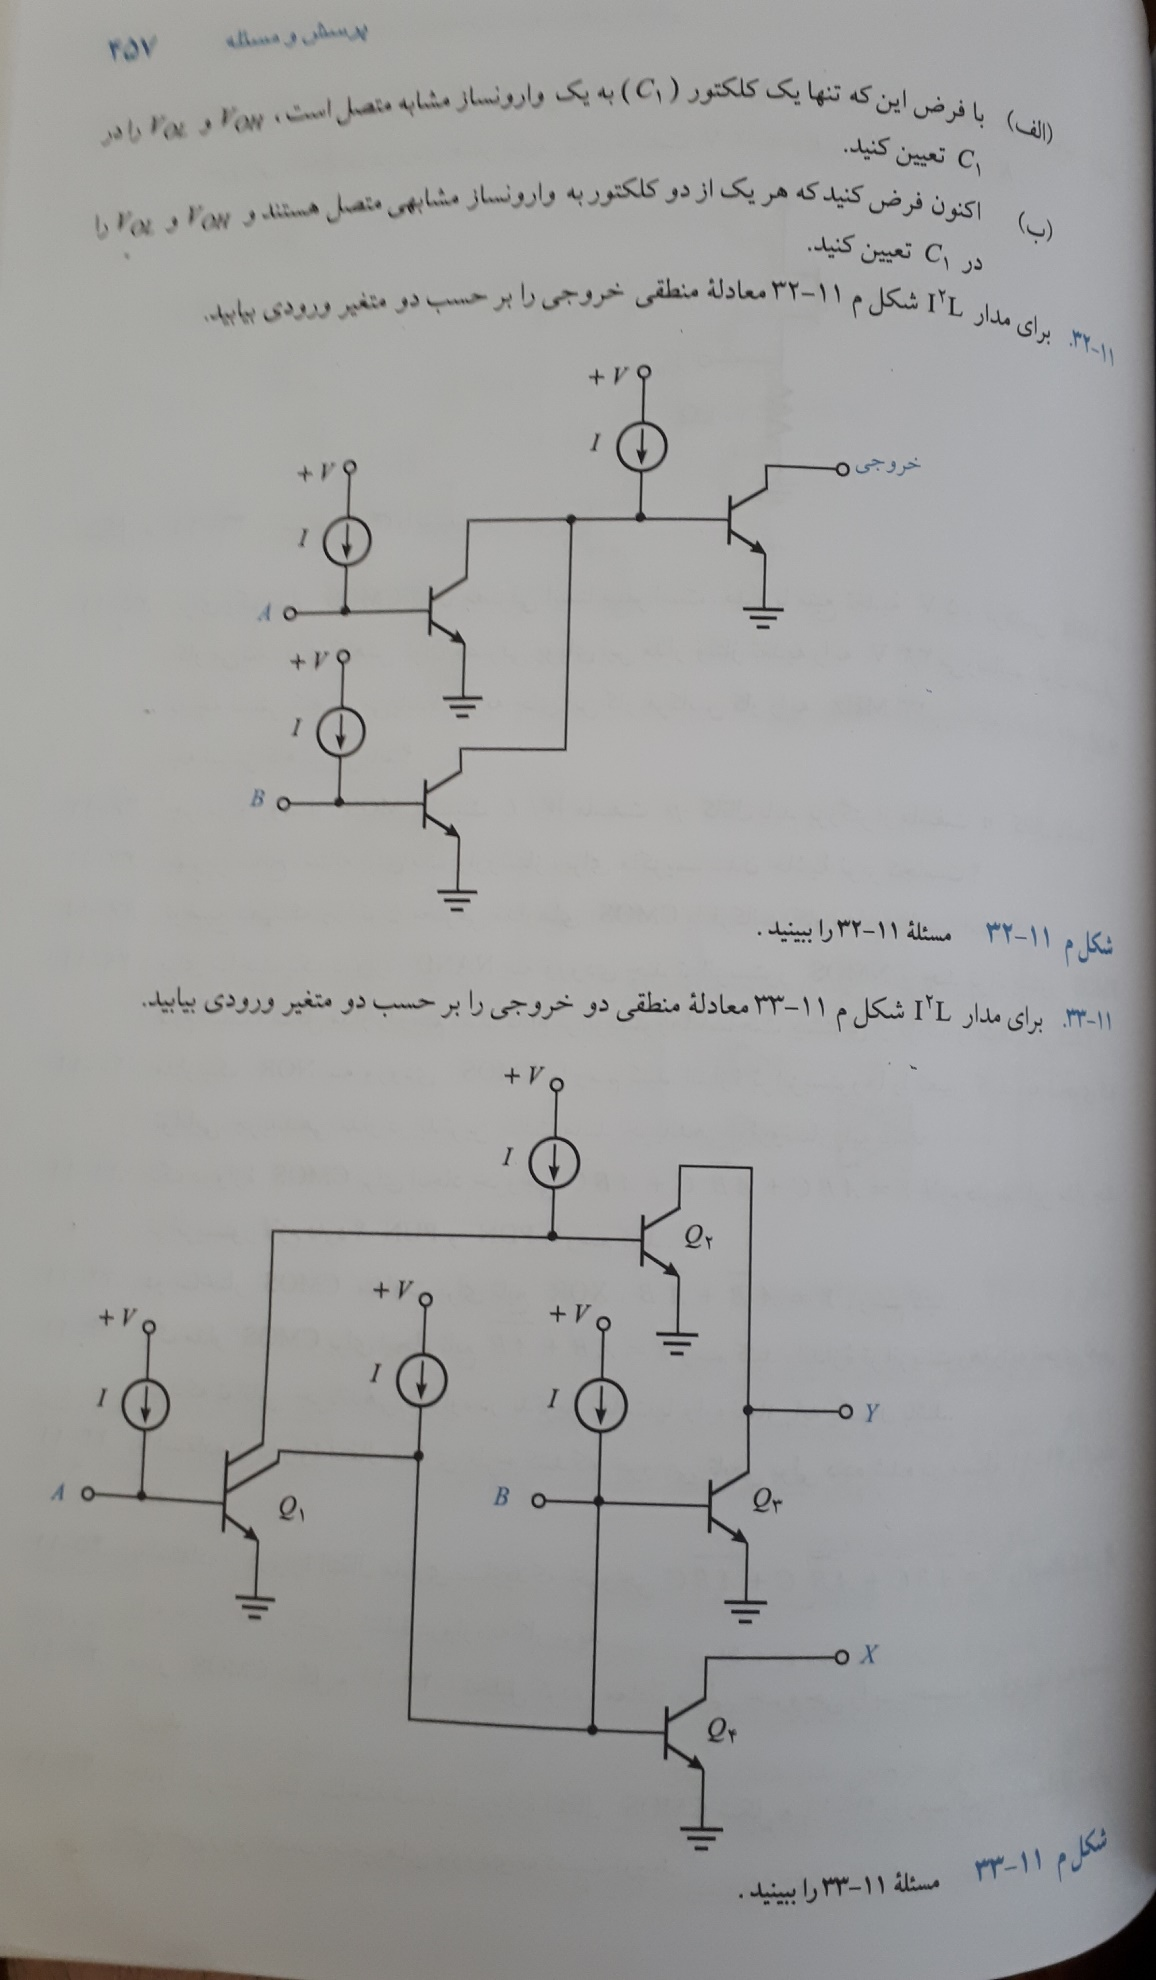 پرسش و مسئله ۴۵۷
(الف) با فرض این که تنها یک کلکتور (C۱) به یک وارونساز مشابه متصل است، VOH و VOL را در
C۱ تعیین کنید.
(ب) اکنون فرض کنید که هر یک از دو کلکتور به وارونساز مشابهی متصل هستند و VOH و VOL را
در C۱ تعیین کنید.
۳۲-۱۱. برای مدار I۲L شکل م ۱۱-۳۲ معادلهٔ منطقی خروجی را بر حسب دو متغیر ورودی بیابید.
+V
I
خروجی
+V
I
A
+V
I
B
شکل م ۱۱-۳۲ مسئلهٔ ۱۱-۳۲ را ببینید.
۳۳-۱۱. برای مدار I۲L شکل م ۱۱-۳۳ معادلهٔ منطقی دو خروجی را بر حسب دو متغیر ورودی بیابید.
+V
I
Q۲
+V
+V
+V
I
I
I
Y
A
Q۱
B
Q۳
X
Q۴
شکل م ۱۱-۳۳ مسئلهٔ ۱۱-۳۳ را ببینید.